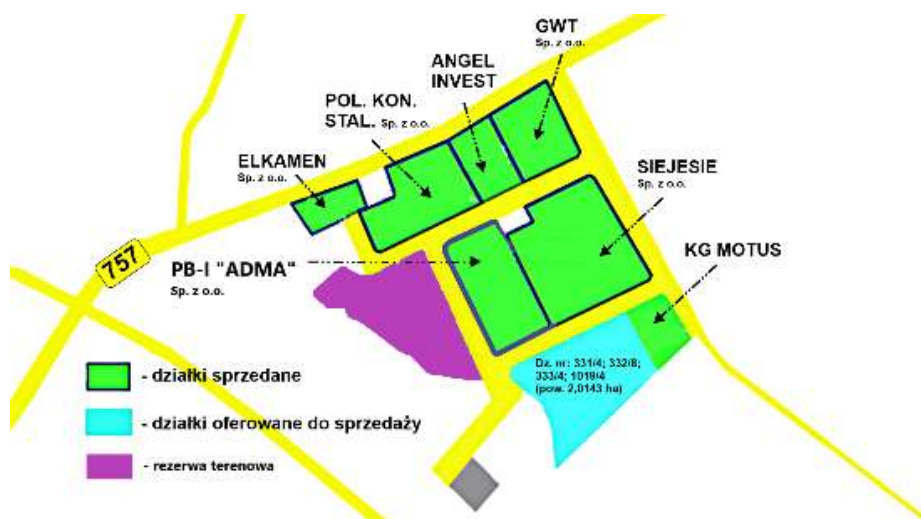 GWT
Sp. z o.o.
ANGEL
INVEST
POL. KON.
STAL. Sp. z o.o.
ELKAMEN
Sp. z o.o.
SIEJESIE
Sp. z o.o.
KG MOTUS
757
PB-I "ADMA"
Sp. z o.o.
Dz. nr: 331/4; 332/8;
333/4; 1019/4
(pow. 2,0143 ha)
- działki sprzedane
- działki oferowane do sprzedaży
- rezerwa terenowa